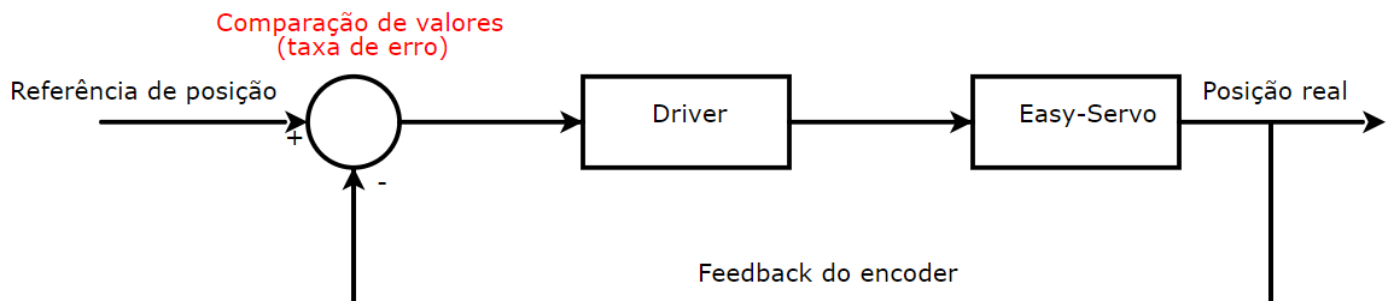 Comparação de valores
(taxa de erro)
Referência de posição
+
-
Driver
Easy-Servo
Posição real
Feedback do encoder